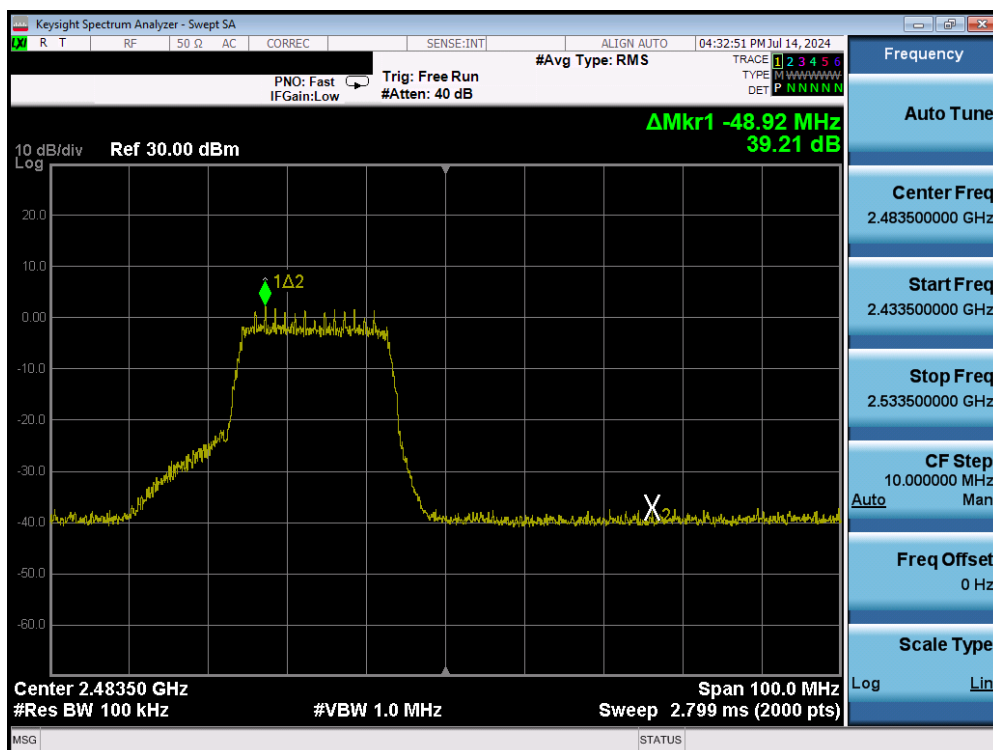 Keysight Spectrum Analyzer - Swept SA
LXI R T RF 50 Ω AC CORREC SENSE:INT ALIGN AUTO 04:32:51 PM Jul 14, 2024
PNO: Fast
IFGain:Low
Trig: Free Run
#Atten: 40 dB
#Avg Type: RMS
TRACE 1 2 3 4 5 6
TYPE M W W W W W
DET P N N N N N
ΔMkr1 -48.92 MHz
39.21 dB
10 dB/div
Log
Ref 30.00 dBm
20.0
10.0
0.00
-10.0
-20.0
-30.0
-40.0
-50.0
-60.0
1Δ2
X2
Center 2.48350 GHz
#Res BW 100 kHz
#VBW 1.0 MHz
Span 100.0 MHz
Sweep 2.799 ms (2000 pts)
MSG
STATUS
Frequency
Auto Tune
Center Freq
2.483500000 GHz
Start Freq
2.433500000 GHz
Stop Freq
2.533500000 GHz
CF Step
10.000000 MHz
Auto Man
Freq Offset
0 Hz
Scale Type
Log Lin